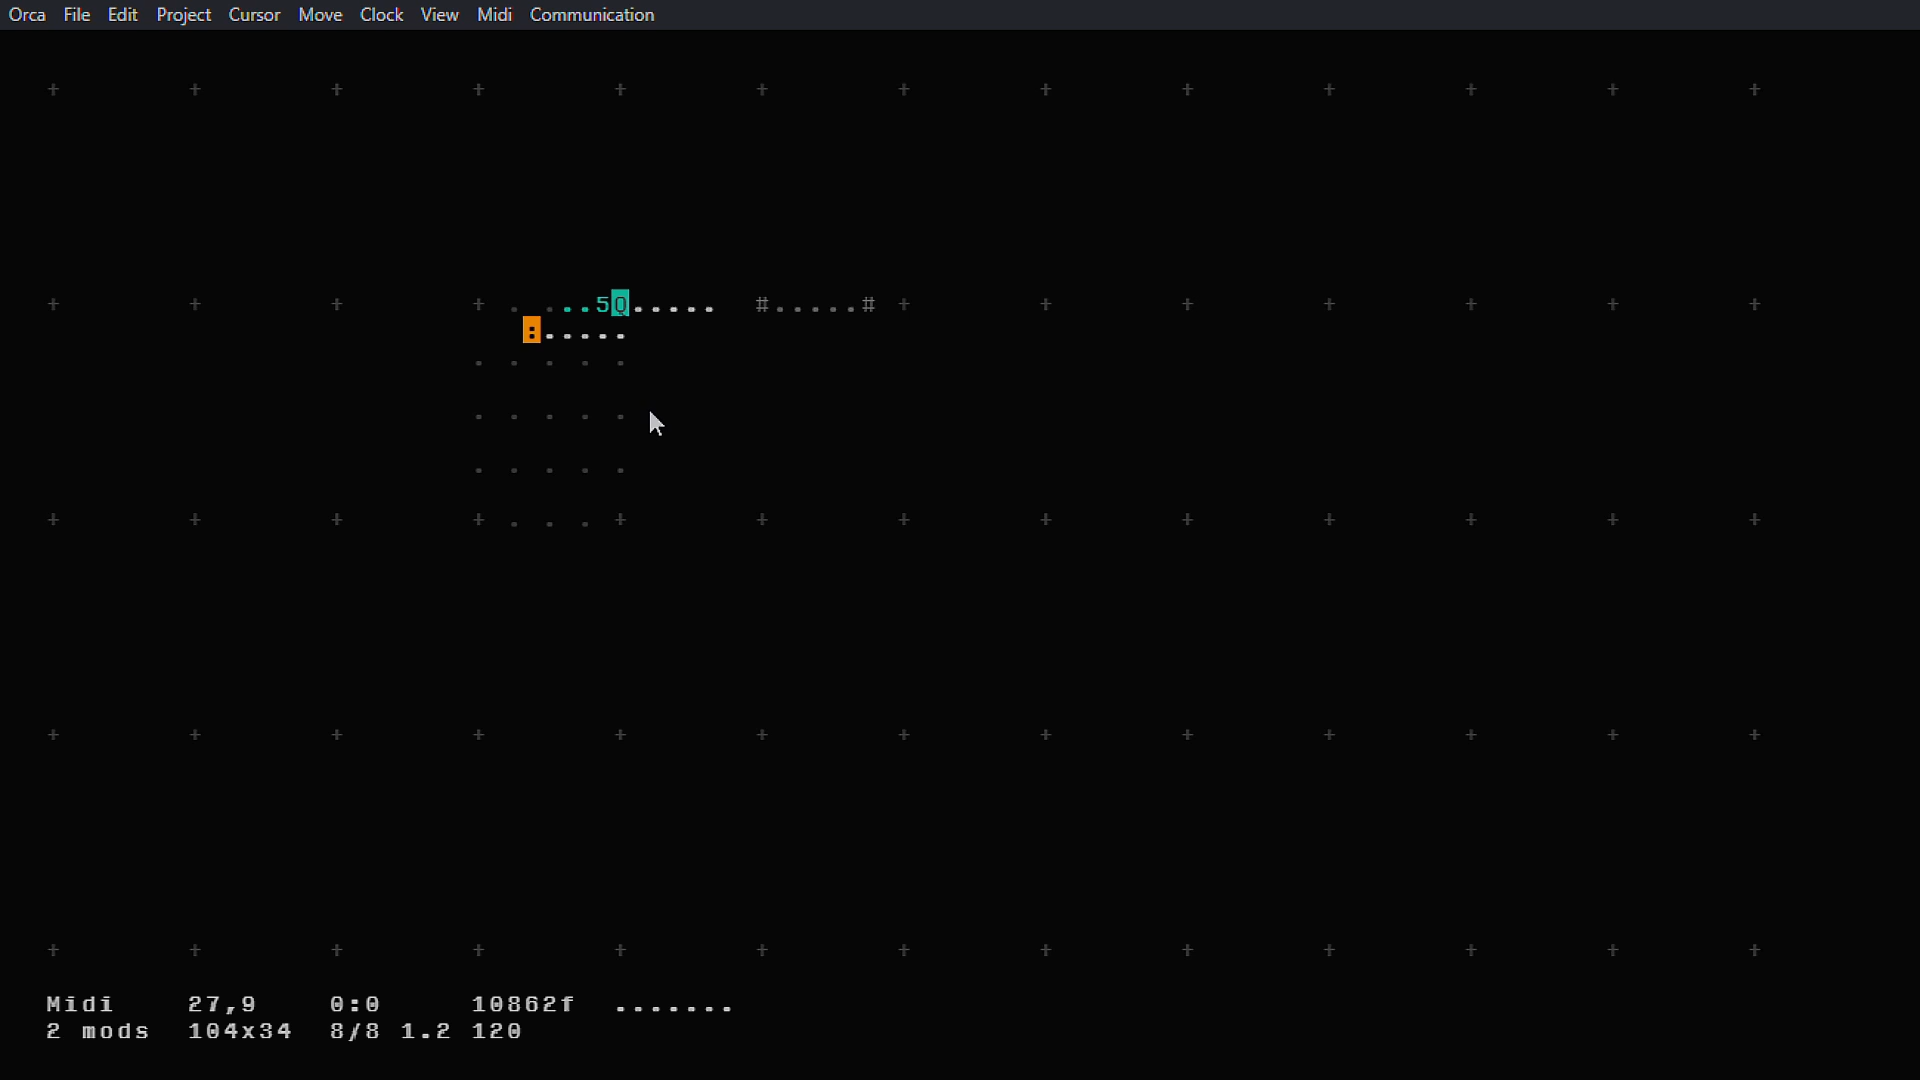 Orca File Edit Project Cursor Move Clock View Midi Communication
+ + + + + + + + + + + + +
+ + + + . . . . 5Q..... #.....# + + + + + + +
:.....
. . . . .
. . . . .
. . . . .
+ + + + . . . + + + + + + + + +
+ + + + + + + + + + + + +
+ + + + + + + + + + + + +
Midi 27,9 0:0 10862f .......
2 mods 104x34 8/8 1.2 120